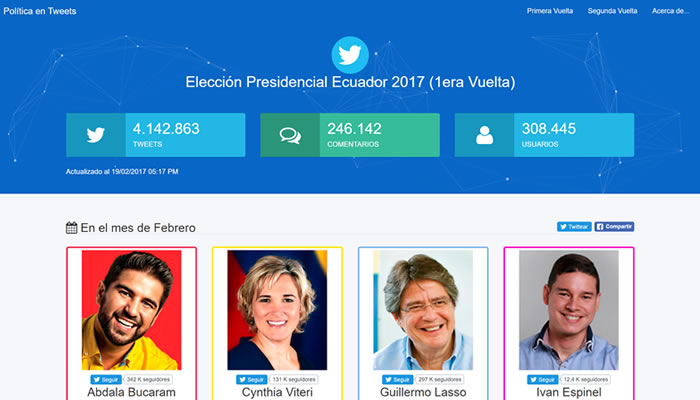 Política en Tweets
Primera Vuelta
Segunda Vuelta
Acerca de...
Elección Presidencial Ecuador 2017 (1era Vuelta)
4.142.863
TWEETS
246.142
COMENTARIOS
308.445
USUARIOS
Actualizado al 19/02/2017 05:17 PM
En el mes de Febrero
Twittear
Compartir
Seguir
342 K seguidores
Seguir
131 K seguidores
Seguir
297 K seguidores
Seguir
12.4 K seguidores
Abdala Bucaram
Cynthia Viteri
Guillermo Lasso
Ivan Espinel